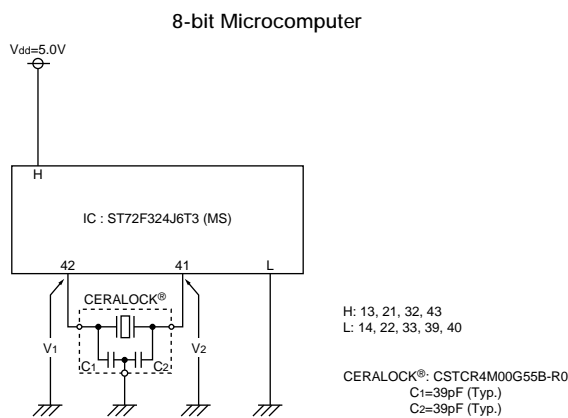 8-bit Microcomputer
Vdd=5.0V
H
IC : ST72F324J6T3 (MS)
42
41
L
CERALOCK®
V1
C1
C2
V2
H: 13, 21, 32, 43
L: 14, 22, 33, 39, 40
CERALOCK®: CSTCR4M00G55B-R0
C1=39pF (Typ.)
C2=39pF (Typ.)